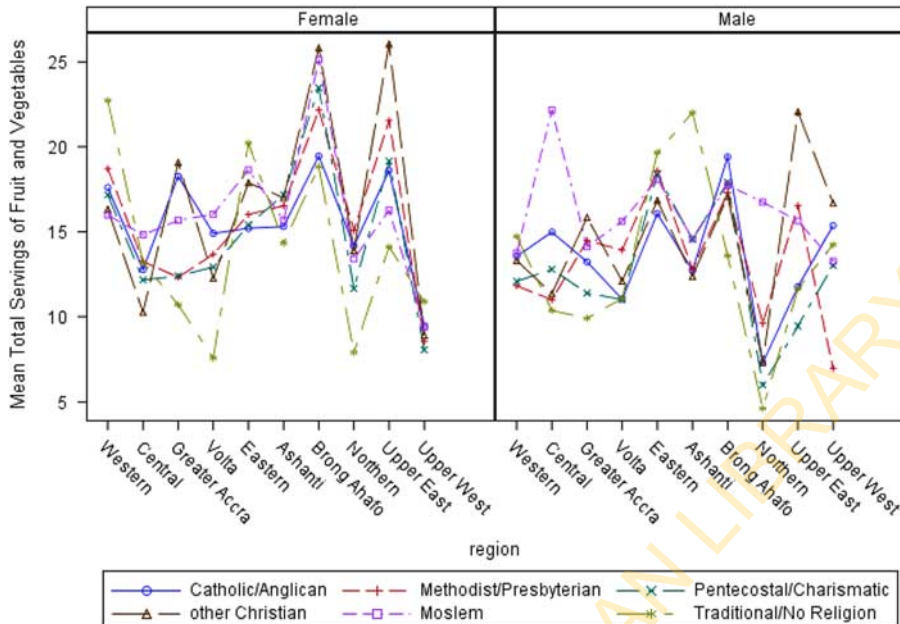 Female
Male
Mean Total Servings of Fruit and Vegetables
25
20
15
10
5
Western
Central
Greater Accra
Volta
Eastern
Ashanti
Brong Ahafo
Northern
Upper East
Upper West
Western
Central
Greater Accra
Volta
Eastern
Ashanti
Brong Ahafo
Northern
Upper East
Upper West
region
Catholic/Anglican Methodist/Presbyterian Pentecostal/Charismatic
other Christian Moslem Traditional/No Religion
AN LIBRARY